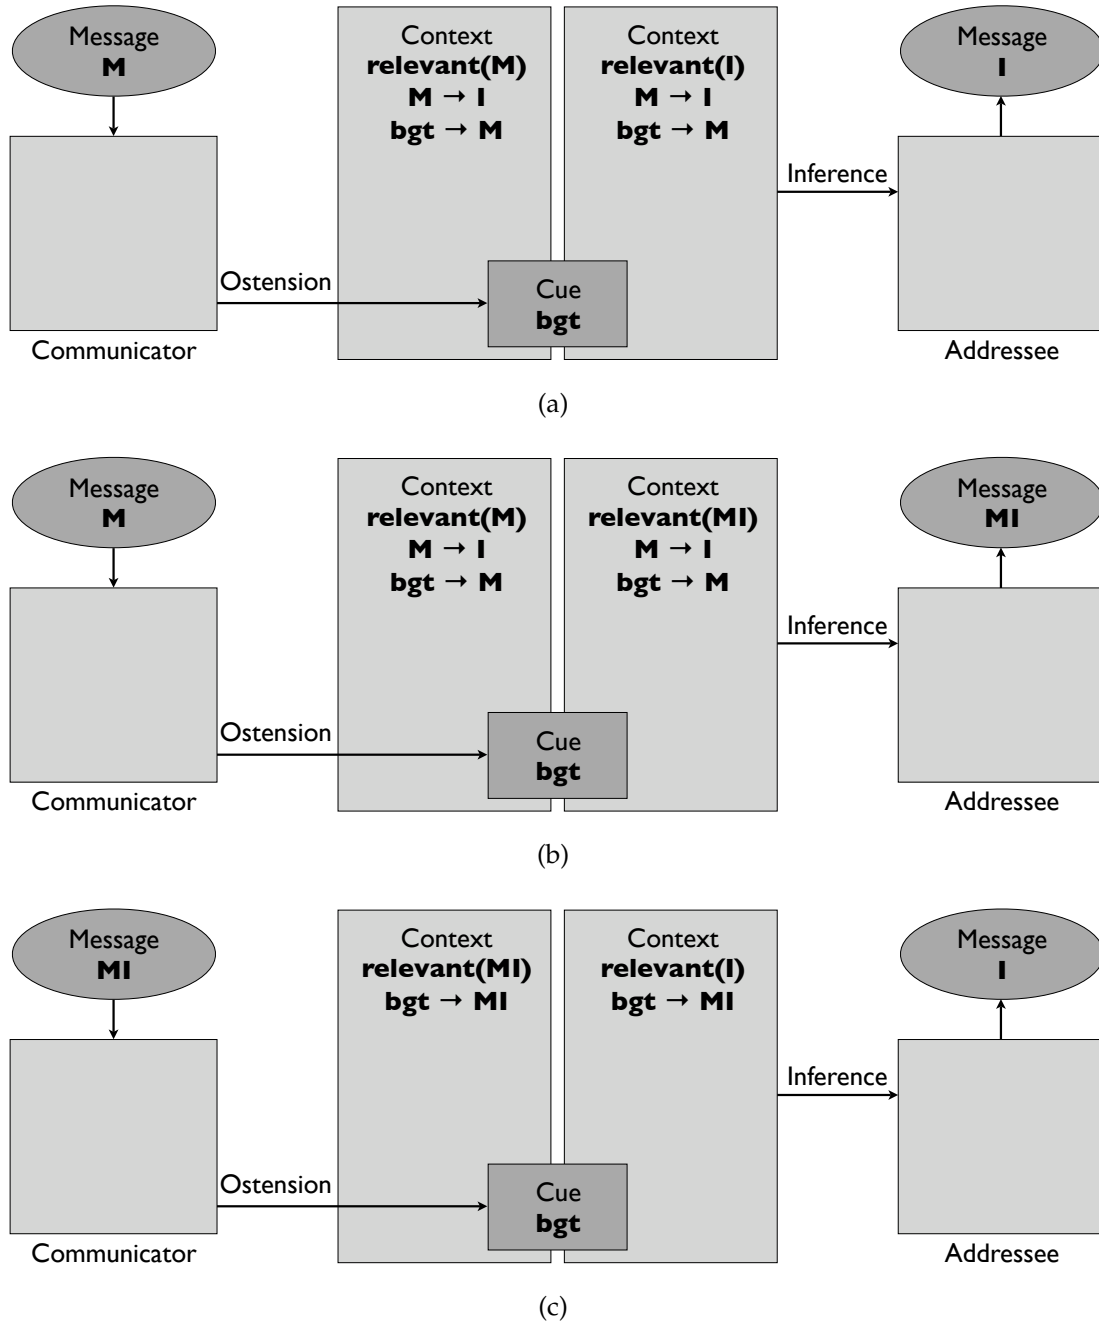 Message
M
Context
relevant(M)
M → I
bgt → M
Context
relevant(I)
M → I
bgt → M
Message
I
Inference
Ostension
Cue
bgt
Communicator
Addressee
(a)
Message
M
Context
relevant(M)
M → I
bgt → M
Context
relevant(MI)
M → I
bgt → M
Message
MI
Inference
Ostension
Cue
bgt
Communicator
Addressee
(b)
Message
MI
Context
relevant(MI)
bgt → MI
Context
relevant(I)
bgt → MI
Message
I
Inference
Ostension
Cue
bgt
Communicator
Addressee
(c)